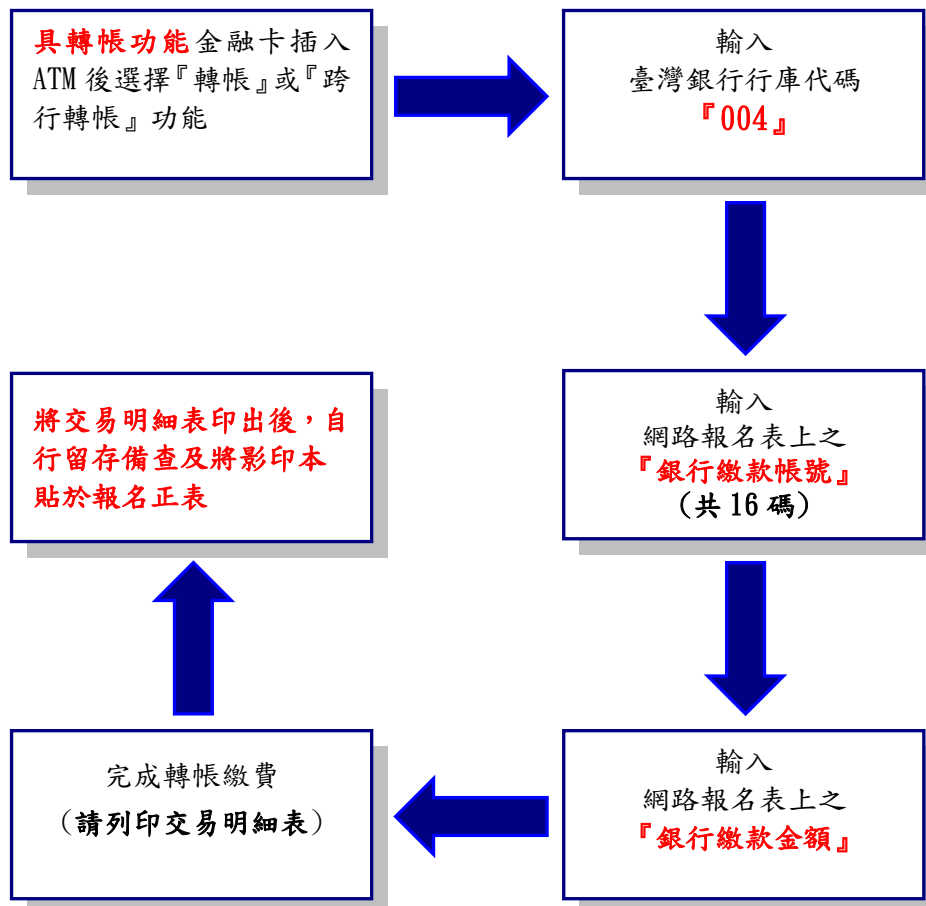 具轉帳功能金融卡插入
ATM 後選擇『轉帳』或『跨
行轉帳』功能
輸入
臺灣銀行行庫代碼
『004』
輸入
網路報名表上之
『銀行繳款帳號』
(共 16 碼)
輸入
網路報名表上之
『銀行繳款金額』
完成轉帳繳費
(請列印交易明細表)
將交易明細表印出後，自
行留存備查及將影印本
貼於報名正表